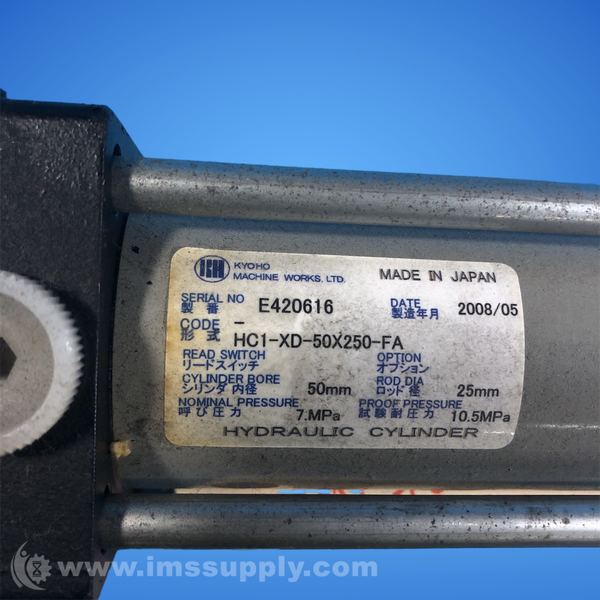 KYOHO
MACHINE WORKS, LTD.
MADE IN JAPAN
SERIAL NO
製番 E420616
DATE
製造年月 2008/05
CODE -
形式 HC1-XD-50X250-FA
READ SWITCH
リードスイッチ
OPTION
オプション
CYLINDER BORE
シリンダ内径 50mm
ROD DIA
ロッド径 25mm
NOMINAL PRESSURE
呼び圧力 7.MPa
PROOF PRESSURE
試験耐圧力 10.5MPa
HYDRAULIC CYLINDER
www.imssupply.com